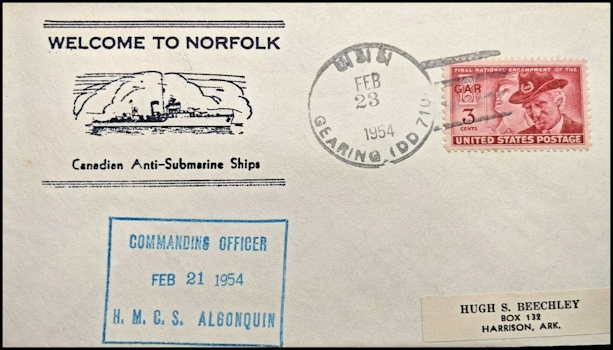 WELCOME TO NORFOLK
Canadian Anti-Submarine Ships
FEB
23
1954
GEARING (DD 710)
FINAL NATIONAL ENCAMPMENT OF THE
GAR
3
CENTS
UNITED STATES POSTAGE
COMMANDING OFFICER
FEB 21 1954
H. M. C. S. ALGONQUIN
HUGH S. BEECHLEY
BOX 132
HARRISON, ARK.